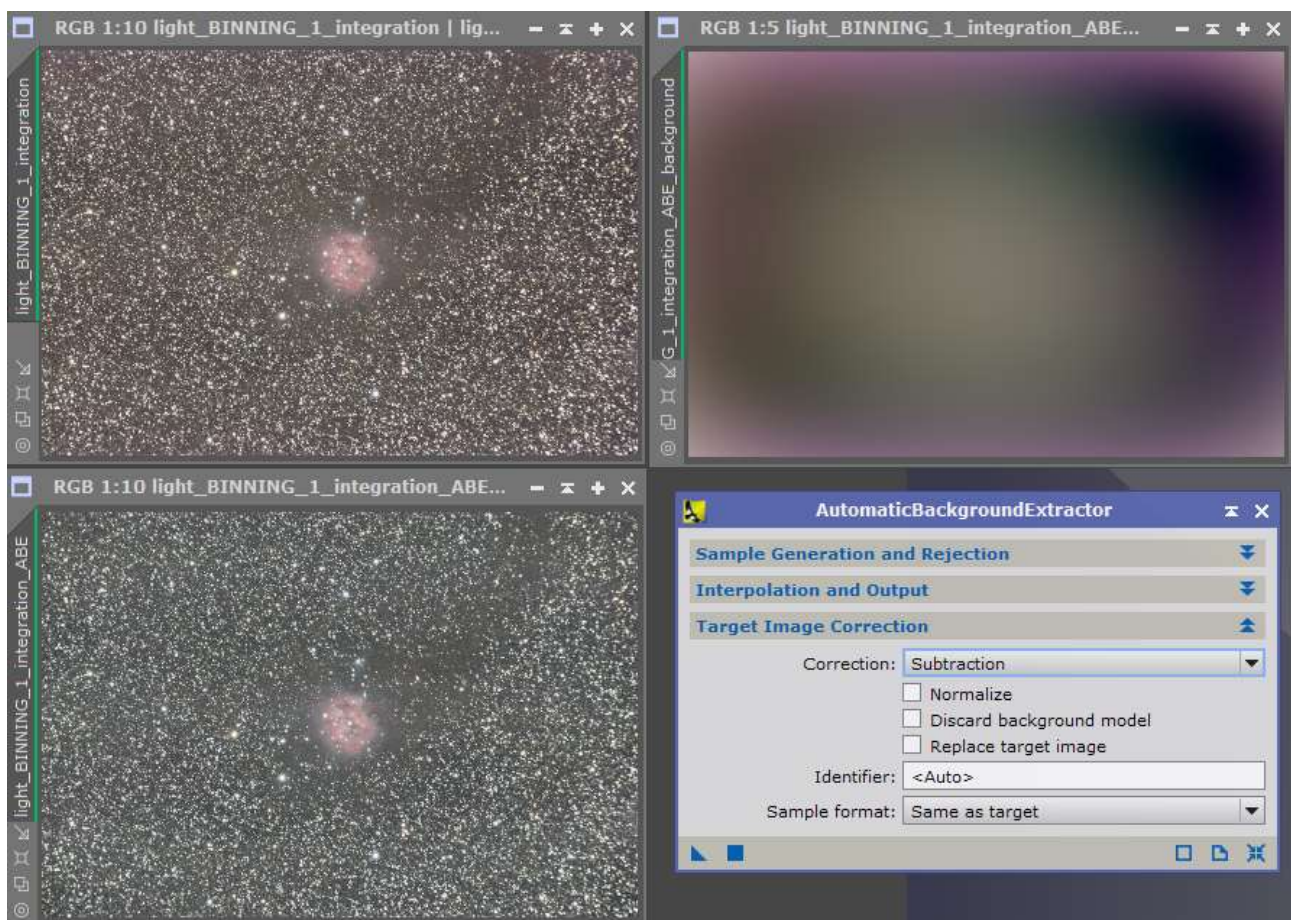 RGB 1:10 light_BINNING_1_integration | lig...
light_BINNING_1_integration
RGB 1:5 light_BINNING_1_integration_ABE...
G_1_integration_ABE_background
RGB 1:10 light_BINNING_1_integration_ABE...
light_BINNING_1_integration_ABE
AutomaticBackgroundExtractor
Sample Generation and Rejection
Interpolation and Output
Target Image Correction
Correction: Subtraction
Normalize
Discard background model
Replace target image
Identifier: <Auto>
Sample format: Same as target